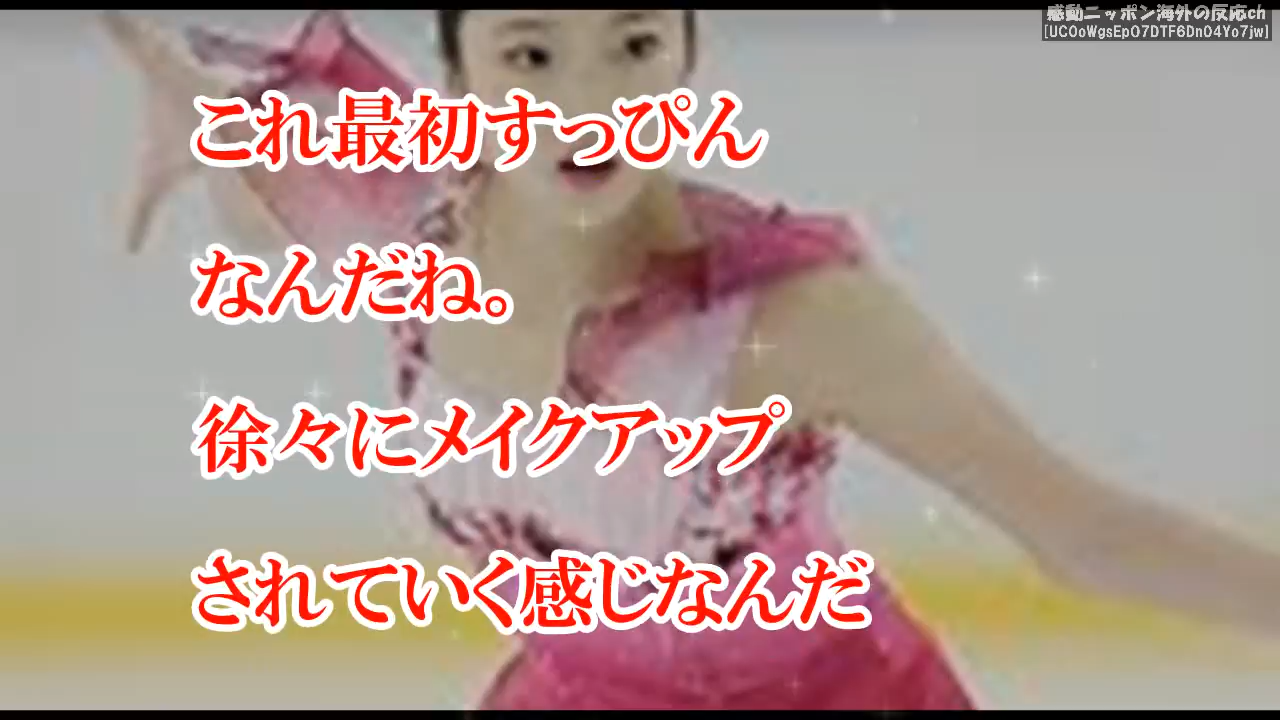 感動ニッポン海外の反応ch
[UCOoWgsEpO7DTF6DnO4Yo7jw]
これ最初すっぴん
なんだね。
徐々にメイクアップ
されていく感じなんだ